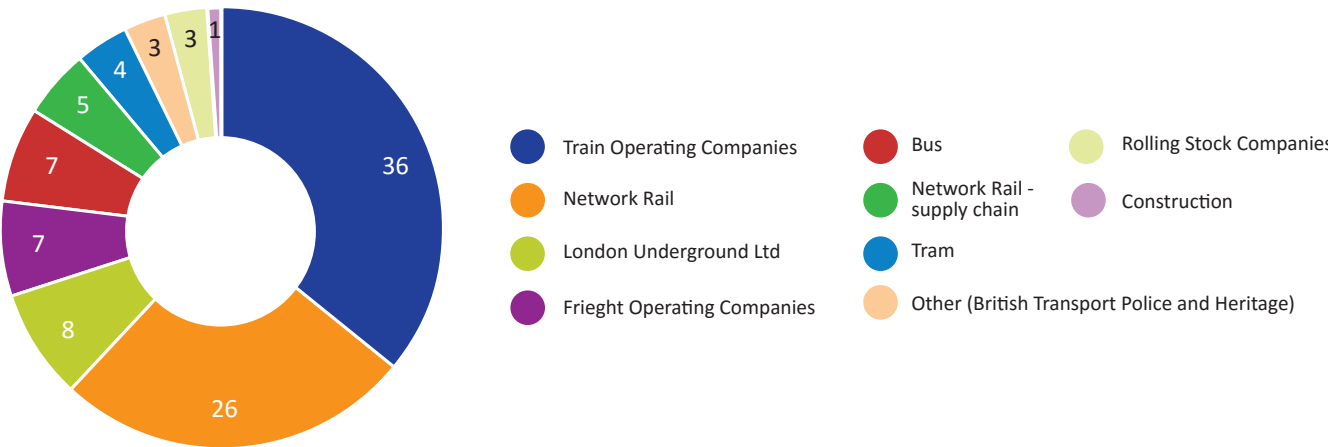 1
3
3
4
5
7
7
8
26
36
Train Operating Companies
Network Rail
London Underground Ltd
Frieght Operating Companies
Bus
Network Rail -
supply chain
Tram
Other (British Transport Police and Heritage)
Rolling Stock Companies
Construction